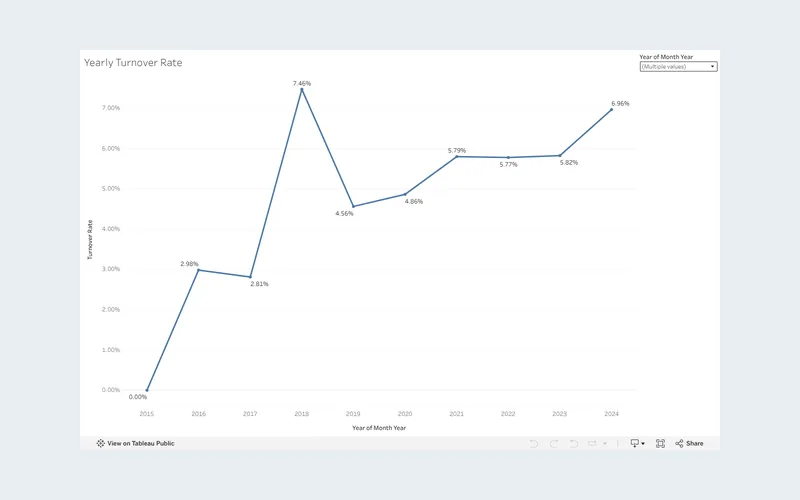 Yearly Turnover Rate
Year of Month Year
(Multiple values)
7.46%
6.96%
7.00%
6.00%
5.79%
5.77%
5.82%
5.00%
4.86%
4.56%
4.00%
Turnover Rate
3.00%
2.98%
2.81%
2.00%
1.00%
0.00%
0.00%
2015 2016 2017 2018 2019 2020 2021 2022 2023 2024
Year of Month Year
View on Tableau Public
Share